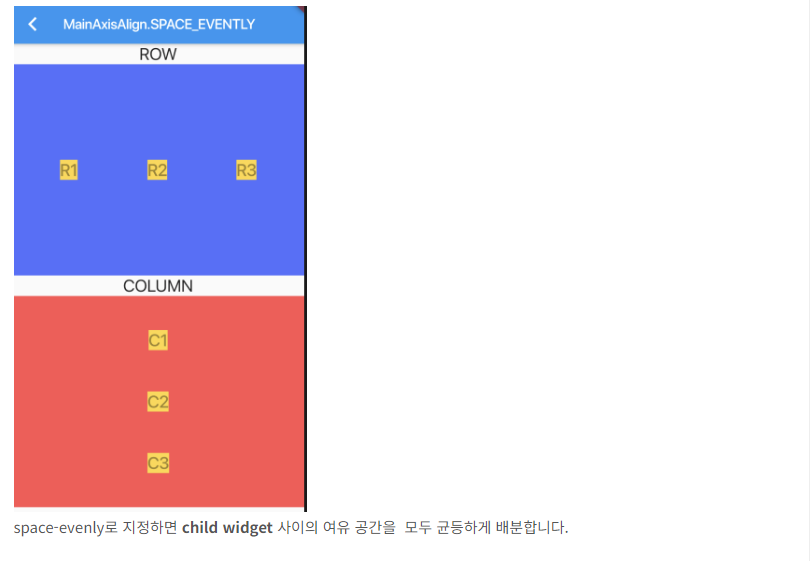 MainAxisAlign.SPACE_EVENTLY
ROW
R1 R2 R3
COLUMN
C1
C2
C3
space-evenly로 지정하면 child widget 사이의 여유 공간을 모두 균등하게 배분합니다.